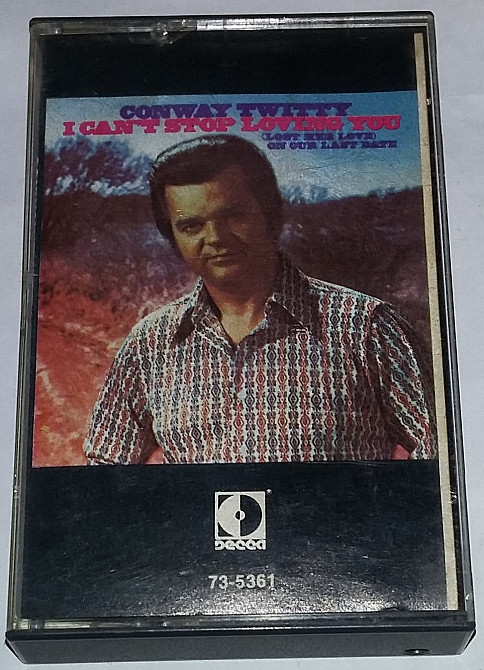 CONWAY TWITTY
I CAN'T STOP LOVING YOU
(LOST HER LOVE)
ON OUR LAST DATE
DECCA
73-5361